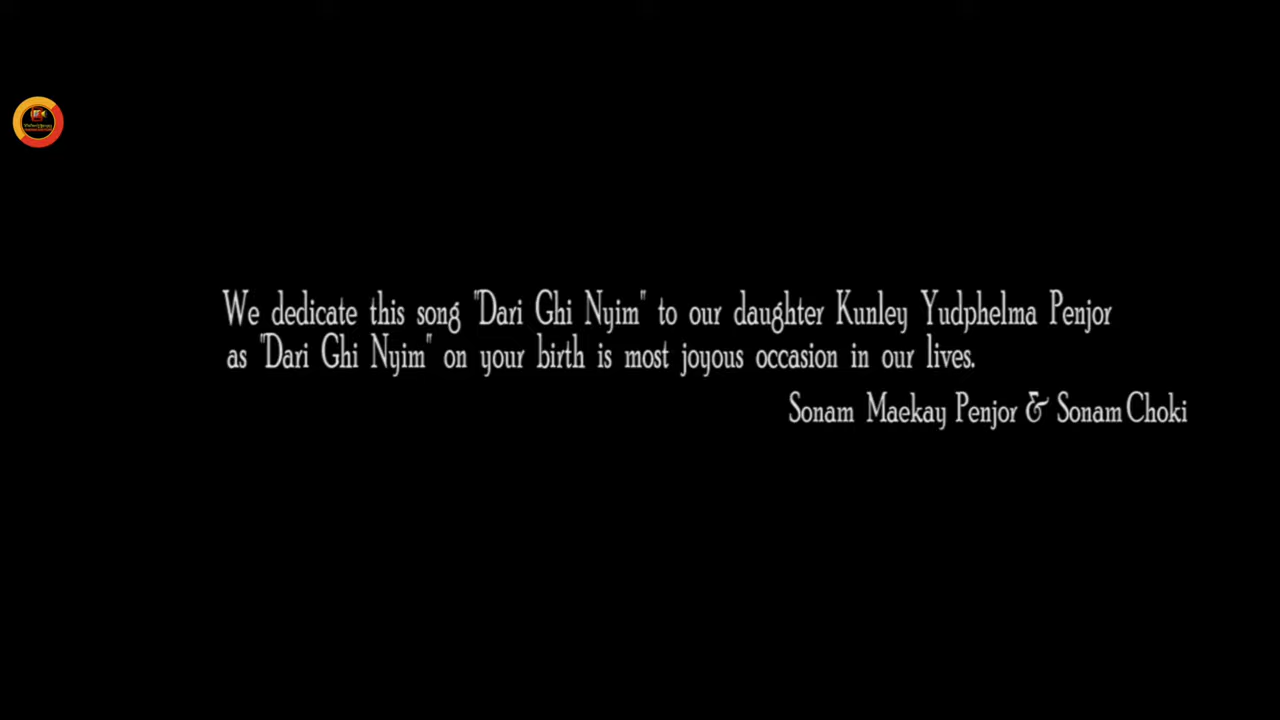 We dedicate this song "Dari Ghi Nyim" to our daughter Kunley Yudphelma Penjor
as "Dari Ghi Nyim" on your birth is most joyous occasion in our lives.
Sonam Maekay Penjor & Sonam Choki